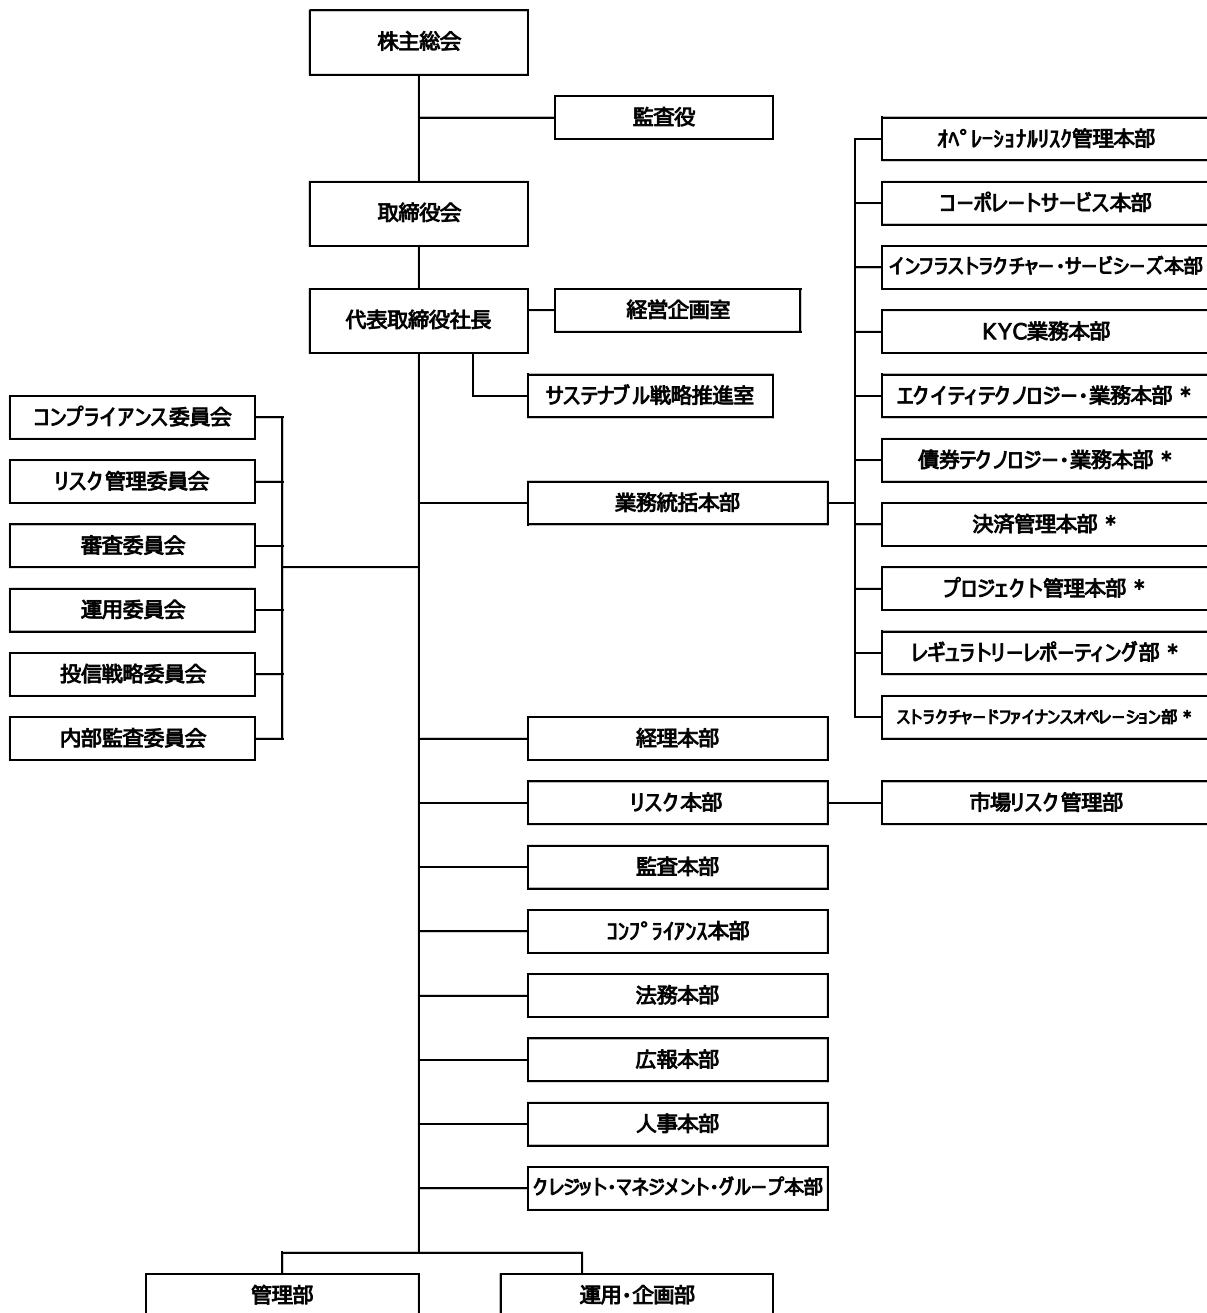 株主総会
監査役
取締役会
代表取締役社長
経営企画室
サステナブル戦略推進室
コンプライアンス委員会
リスク管理委員会
審査委員会
運用委員会
投信戦略委員会
内部監査委員会
業務統括本部
ｵﾍﾟﾚｰｼｮﾅﾙﾘｽｸ管理本部
コーポレートサービス本部
インフラストラクチャー・サービシーズ本部
KYC業務本部
エクイティテクノロジー・業務本部 *
債券テクノロジー・業務本部 *
決済管理本部 *
プロジェクト管理本部 *
レギュラトリーレポーティング部 *
ストラクチャードファイナンスオペレーション部 *
経理本部
リスク本部
市場リスク管理部
監査本部
ｺﾝﾌﾟﾗｲｱﾝｽ本部
法務本部
広報本部
人事本部
クレジット・マネジメント・グループ本部
管理部
運用・企画部